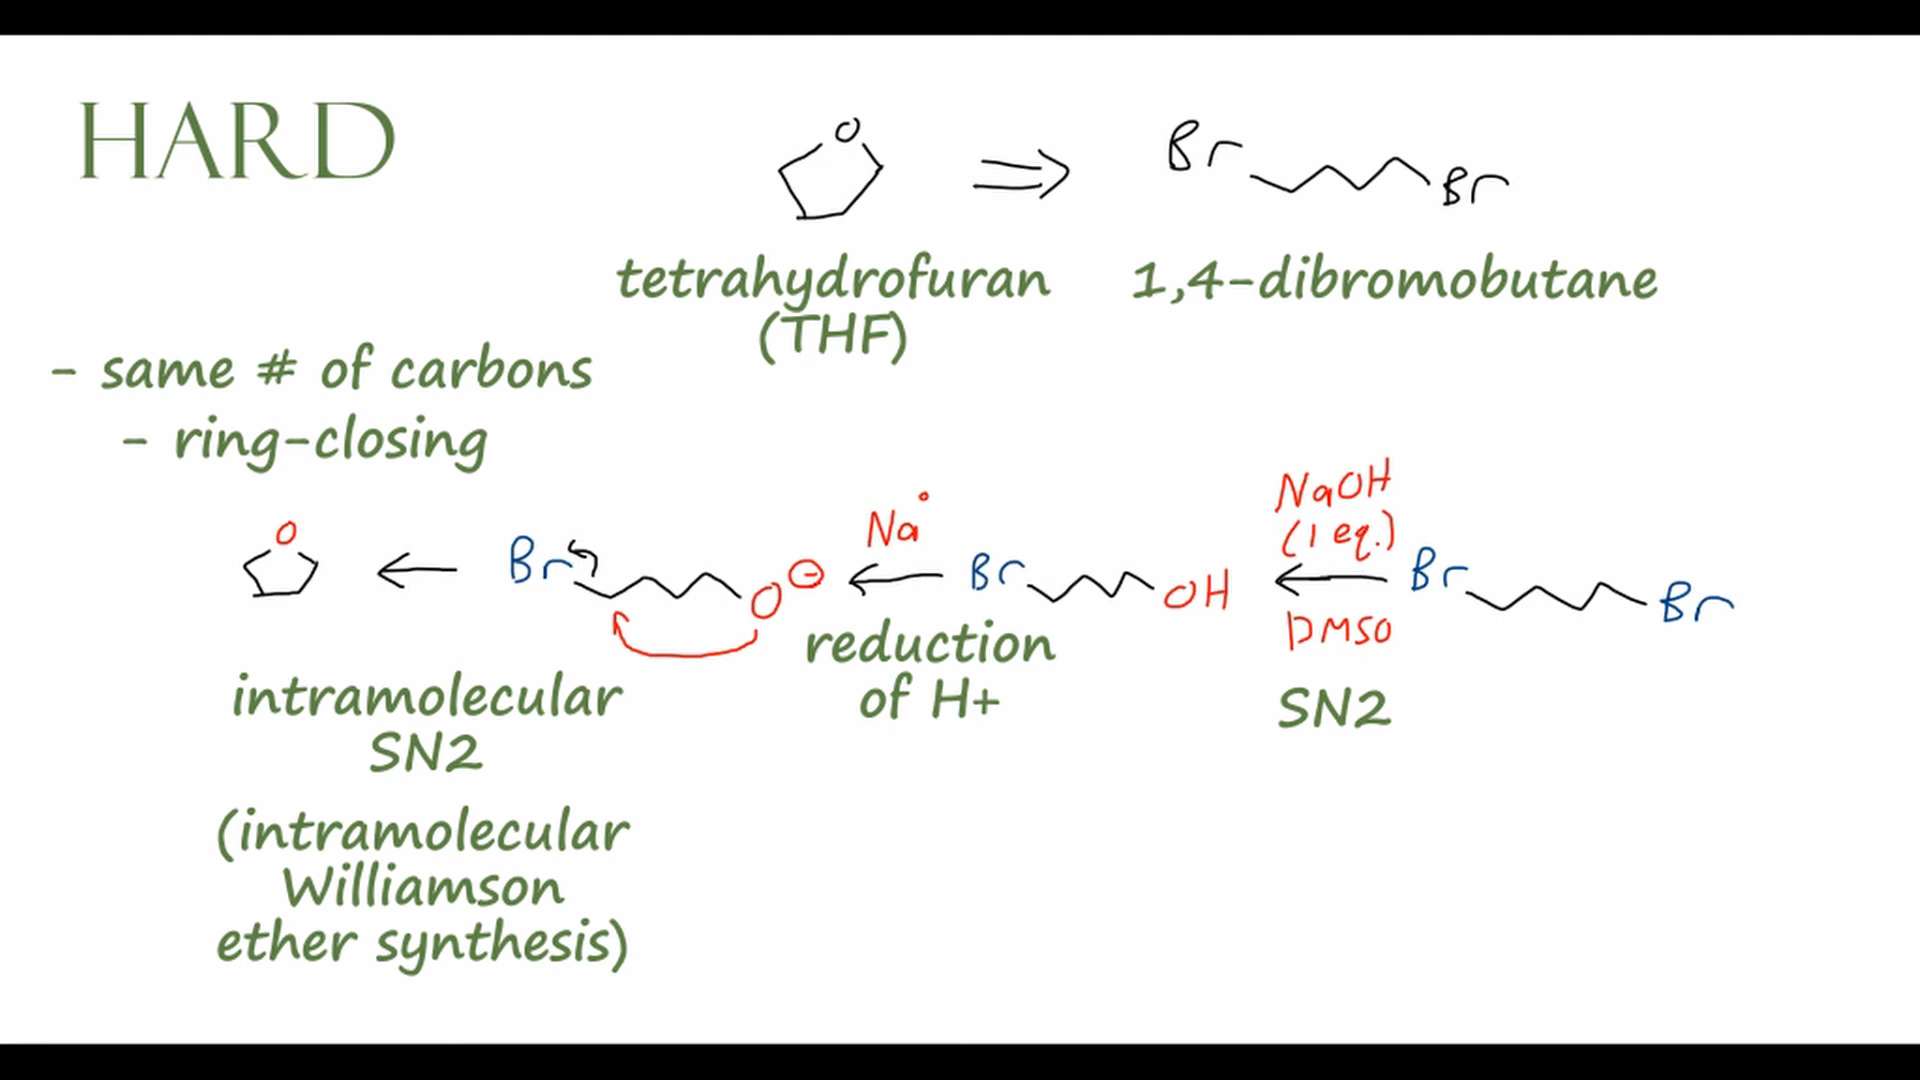 HARD
O
Br
Br
tetrahydrofuran
(THF)
1,4-dibromobutane
- same # of carbons
- ring-closing
O
Br
O⊖
Na°
Br
OH
NaOH
(1 eq.)
DMSO
Br
Br
reduction
of H+
SN2
intramolecular
SN2
(intramolecular
Williamson
ether synthesis)